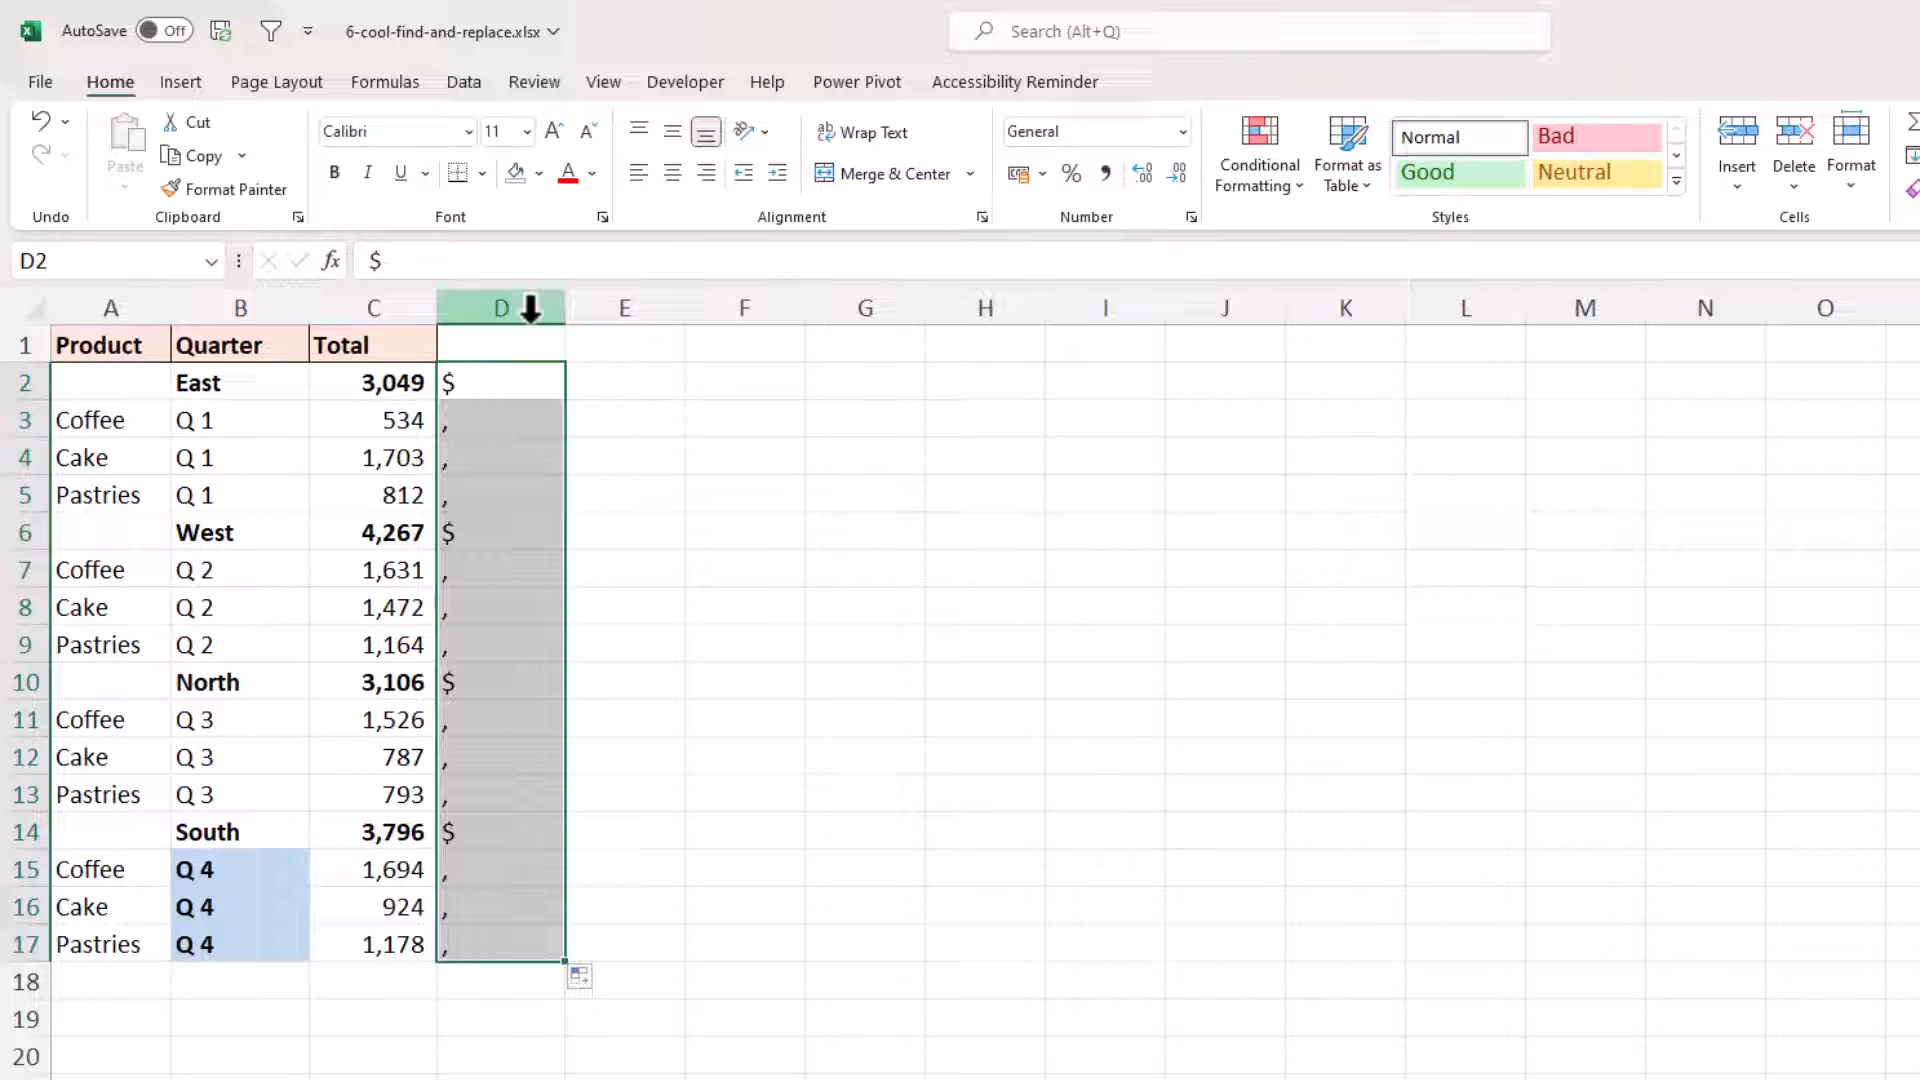 AutoSave Off 6-cool-find-and-replace.xlsx Search (Alt+Q)
File Home Insert Page Layout Formulas Data Review View Developer Help Power Pivot Accessibility Reminder
Paste Cut Copy Format Painter
Calibri 11 A A B I U A
ab Wrap Text Merge & Center
General % , .00
Conditional Formatting Format as Table
Normal Bad Good Neutral
Insert Delete Format
Undo Clipboard Font Alignment Number Styles Cells
D2 fx $
A B C D E F G H I J K L M N O
1 Product Quarter Total
2 East 3,049 $
3 Coffee Q 1 534 ,
4 Cake Q 1 1,703 ,
5 Pastries Q 1 812 ,
6 West 4,267 $
7 Coffee Q 2 1,631 ,
8 Cake Q 2 1,472 ,
9 Pastries Q 2 1,164 ,
10 North 3,106 $
11 Coffee Q 3 1,526 ,
12 Cake Q 3 787 ,
13 Pastries Q 3 793 ,
14 South 3,796 $
15 Coffee Q 4 1,694 ,
16 Cake Q 4 924 ,
17 Pastries Q 4 1,178 ,
18
19
20